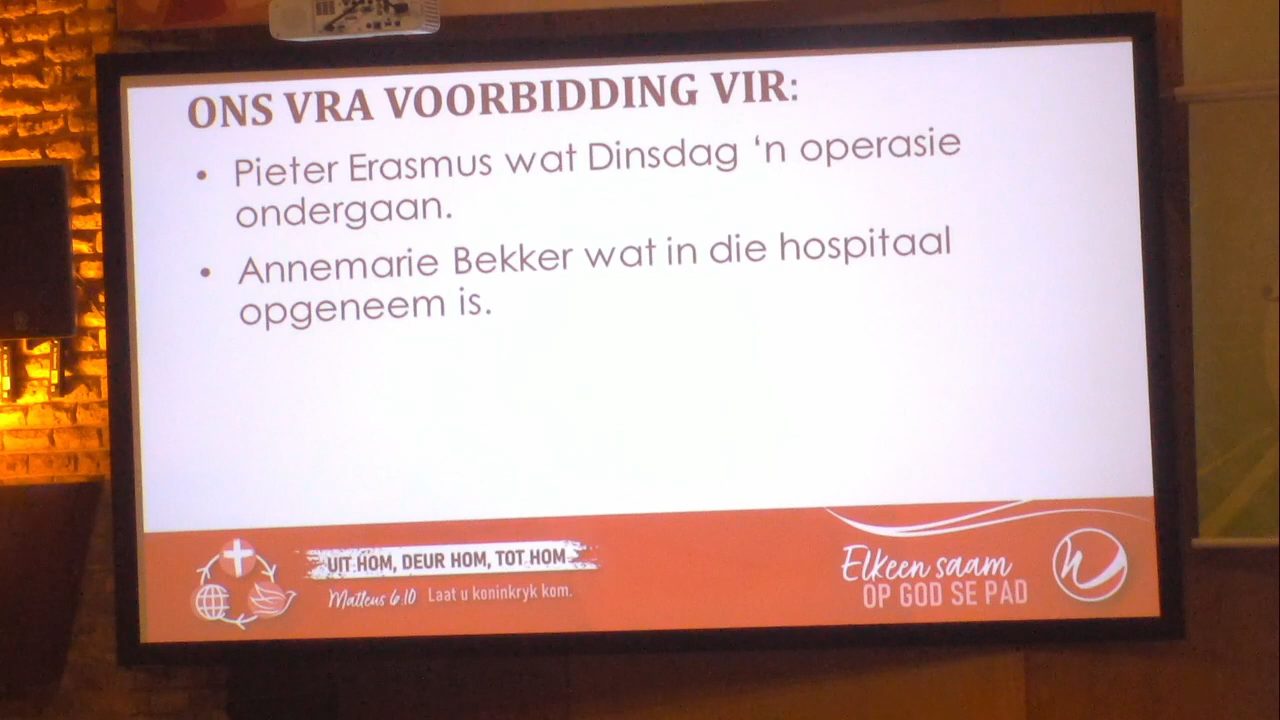 ONS VRA VOORBIDDING VIR:
• Pieter Erasmus wat Dinsdag ‘n operasie
ondergaan.
• Annemarie Bekker wat in die hospitaal
opgeneem is.
UIT HOM, DEUR HOM, TOT HOM
Matteus 6:10 Laat u koninkryk kom.
Elkeen saam
OP GOD SE PAD